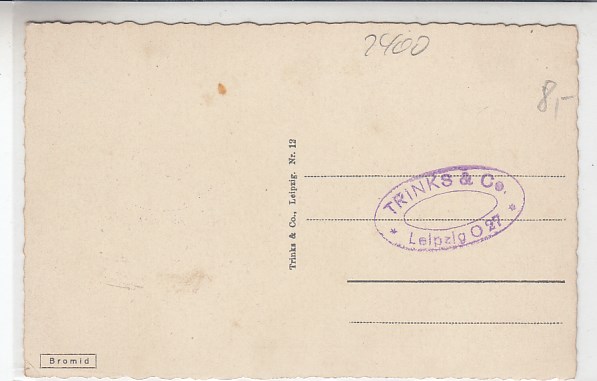 2400
8,-
Trinks & Co., Leipzig. Nr. 12
TRINKS & Co.
* Leipzig O 27 *
Bromid